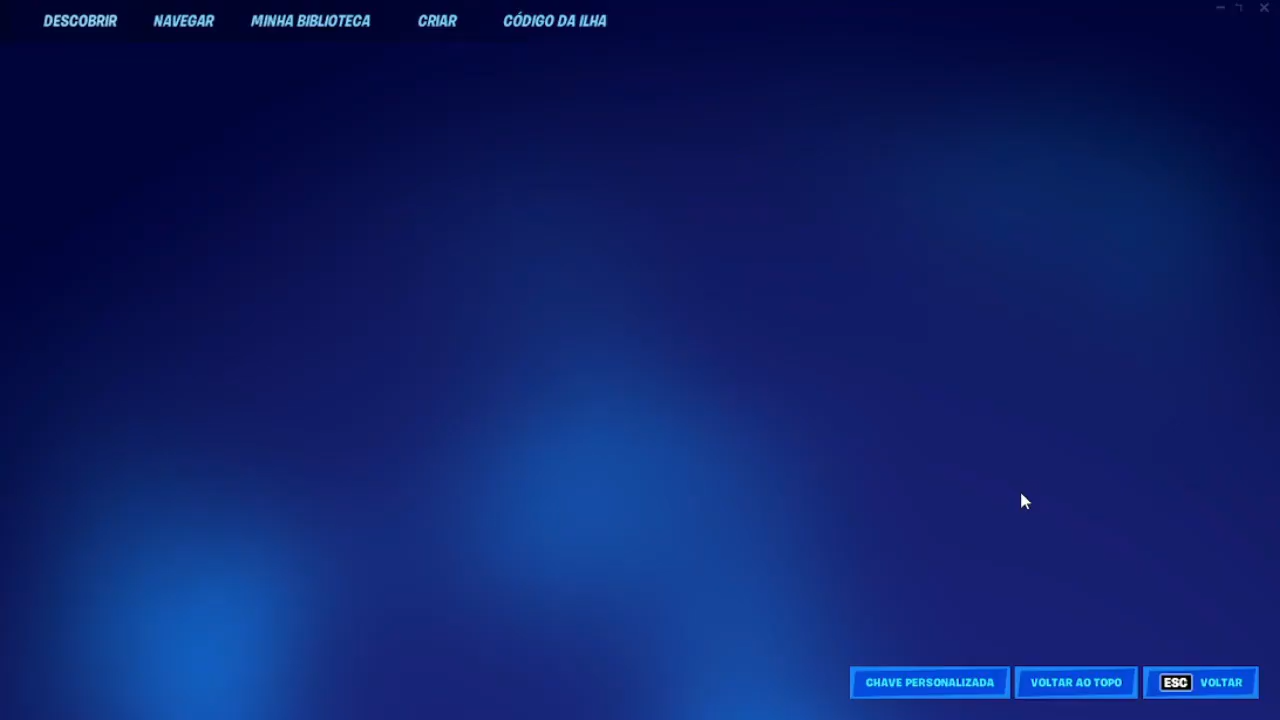 DESCOBRIR NAVEGAR MINHA BIBLIOTECA CRIAR CÓDIGO DA ILHA
CHAVE PERSONALIZADA VOLTAR AO TOPO ESC VOLTAR